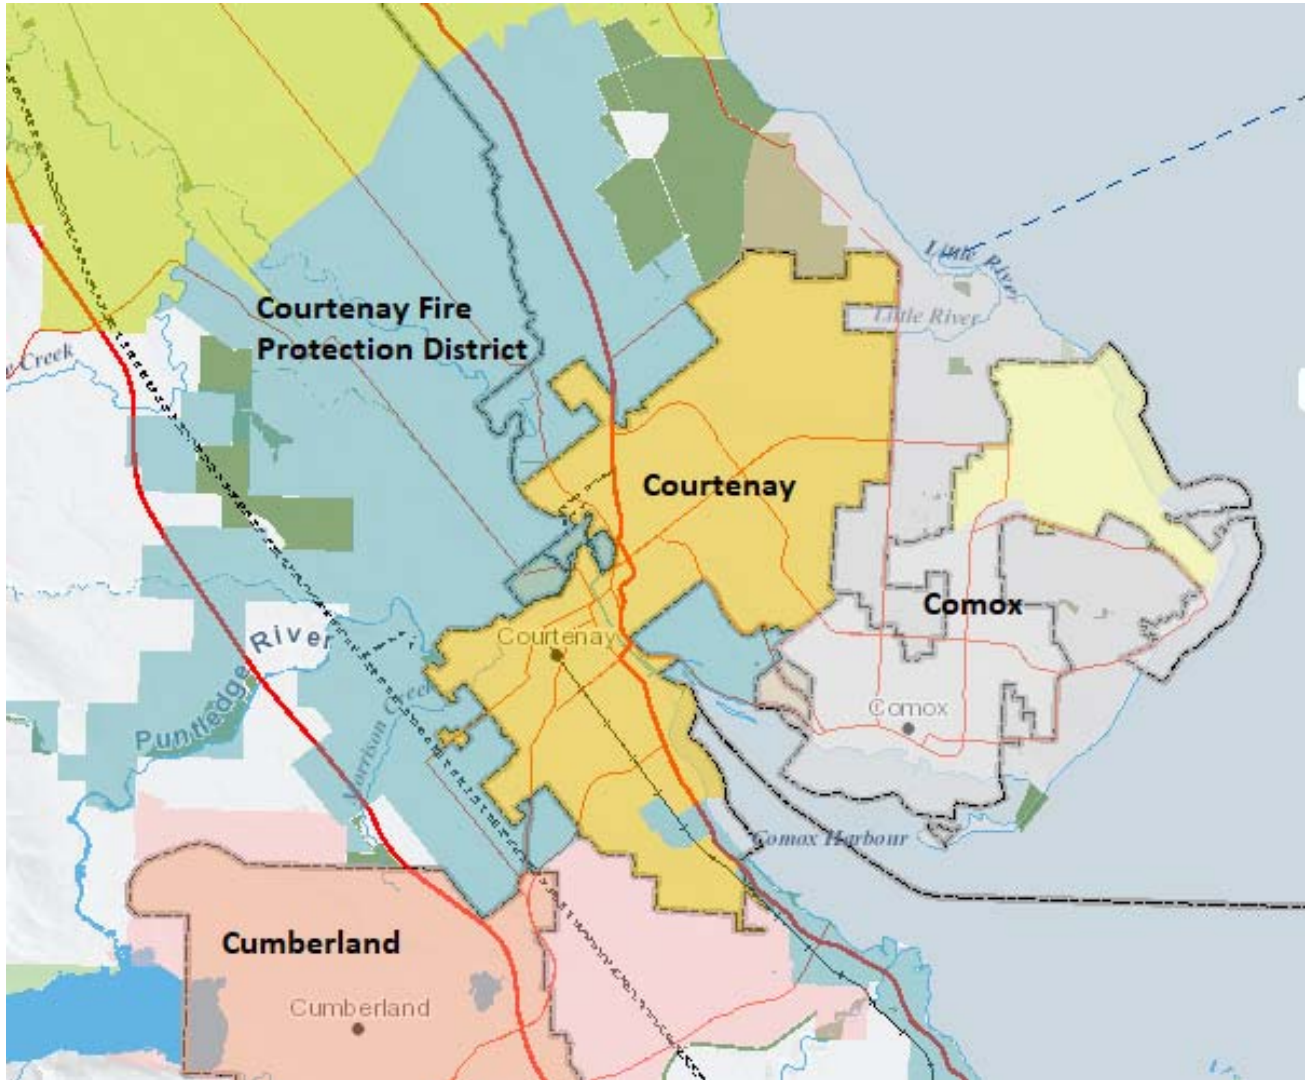 Little River
Courtenay Fire
Protection District
Little River
Creek
Courtenay
Comox
Courtenay
River
Puntledge
Morrison Creek
Comox
Comox Harbour
Cumberland
Cumberland